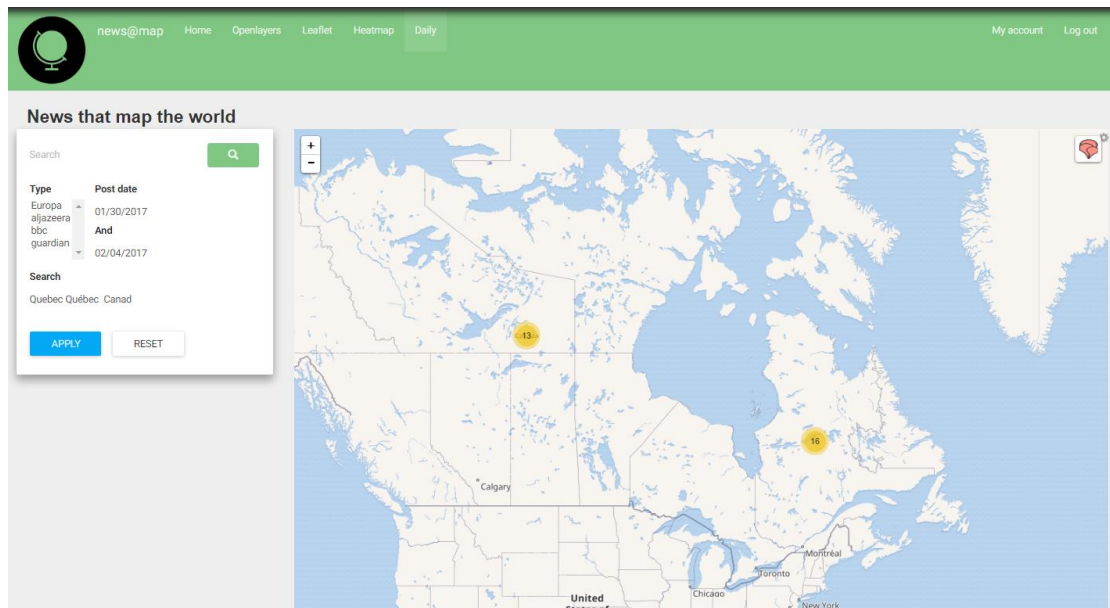 news@map Home Openlayers Leaflet Heatmap Daily My account Log out
News that map the world
Search
+
-
Type Post date
Europa
aljazeera
bbc
guardian
01/30/2017
And
02/04/2017
Search
Quebec Québec Canad
APPLY RESET
13
16
Calgary
Montréal
Toronto
Chicago
New York
United
States of